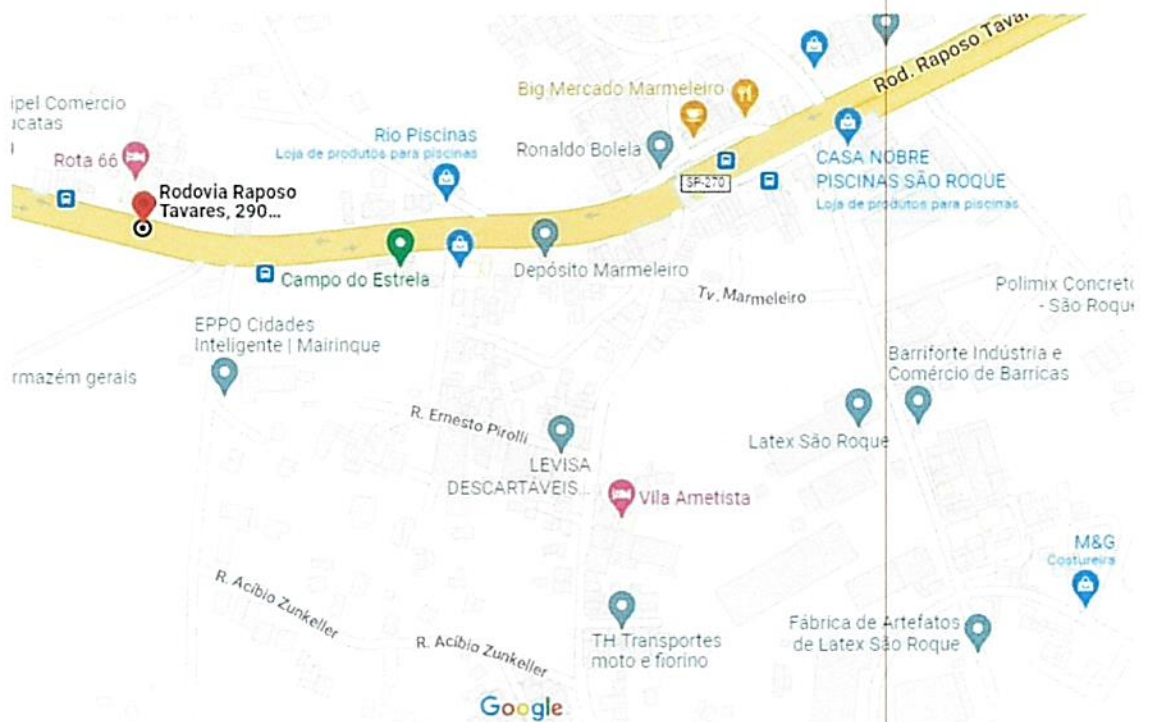 Rod. Raposo Tavar
Big Mercado Marmeleiro
ipel Comercio
ucatas
Rio Piscinas
Loja de produtos para piscinas
Ronaldo Bolela
Rota 66
CASA NOBRE
PISCINAS SÃO ROQUE
Loja de produtos para piscinas
SP-270
Rodovia Raposo
Tavares, 290...
Campo do Estrela
Depósito Marmeleiro
Tv. Marmeleiro
Polimix Concreto
- São Roque
EPPO Cidades
Inteligente | Mairinque
Barriforte Indústria e
Comércio de Barricas
rmazém gerais
R. Ernesto Pirolli
Latex São Roque
LEVISA
DESCARTÁVEIS...
Vila Ametista
M&G
Costureira
R. Acíbio Zunkeller
R. Acíbio Zunkeller
TH Transportes
moto e fiorino
Fábrica de Artefatos
de Latex São Roque
Google